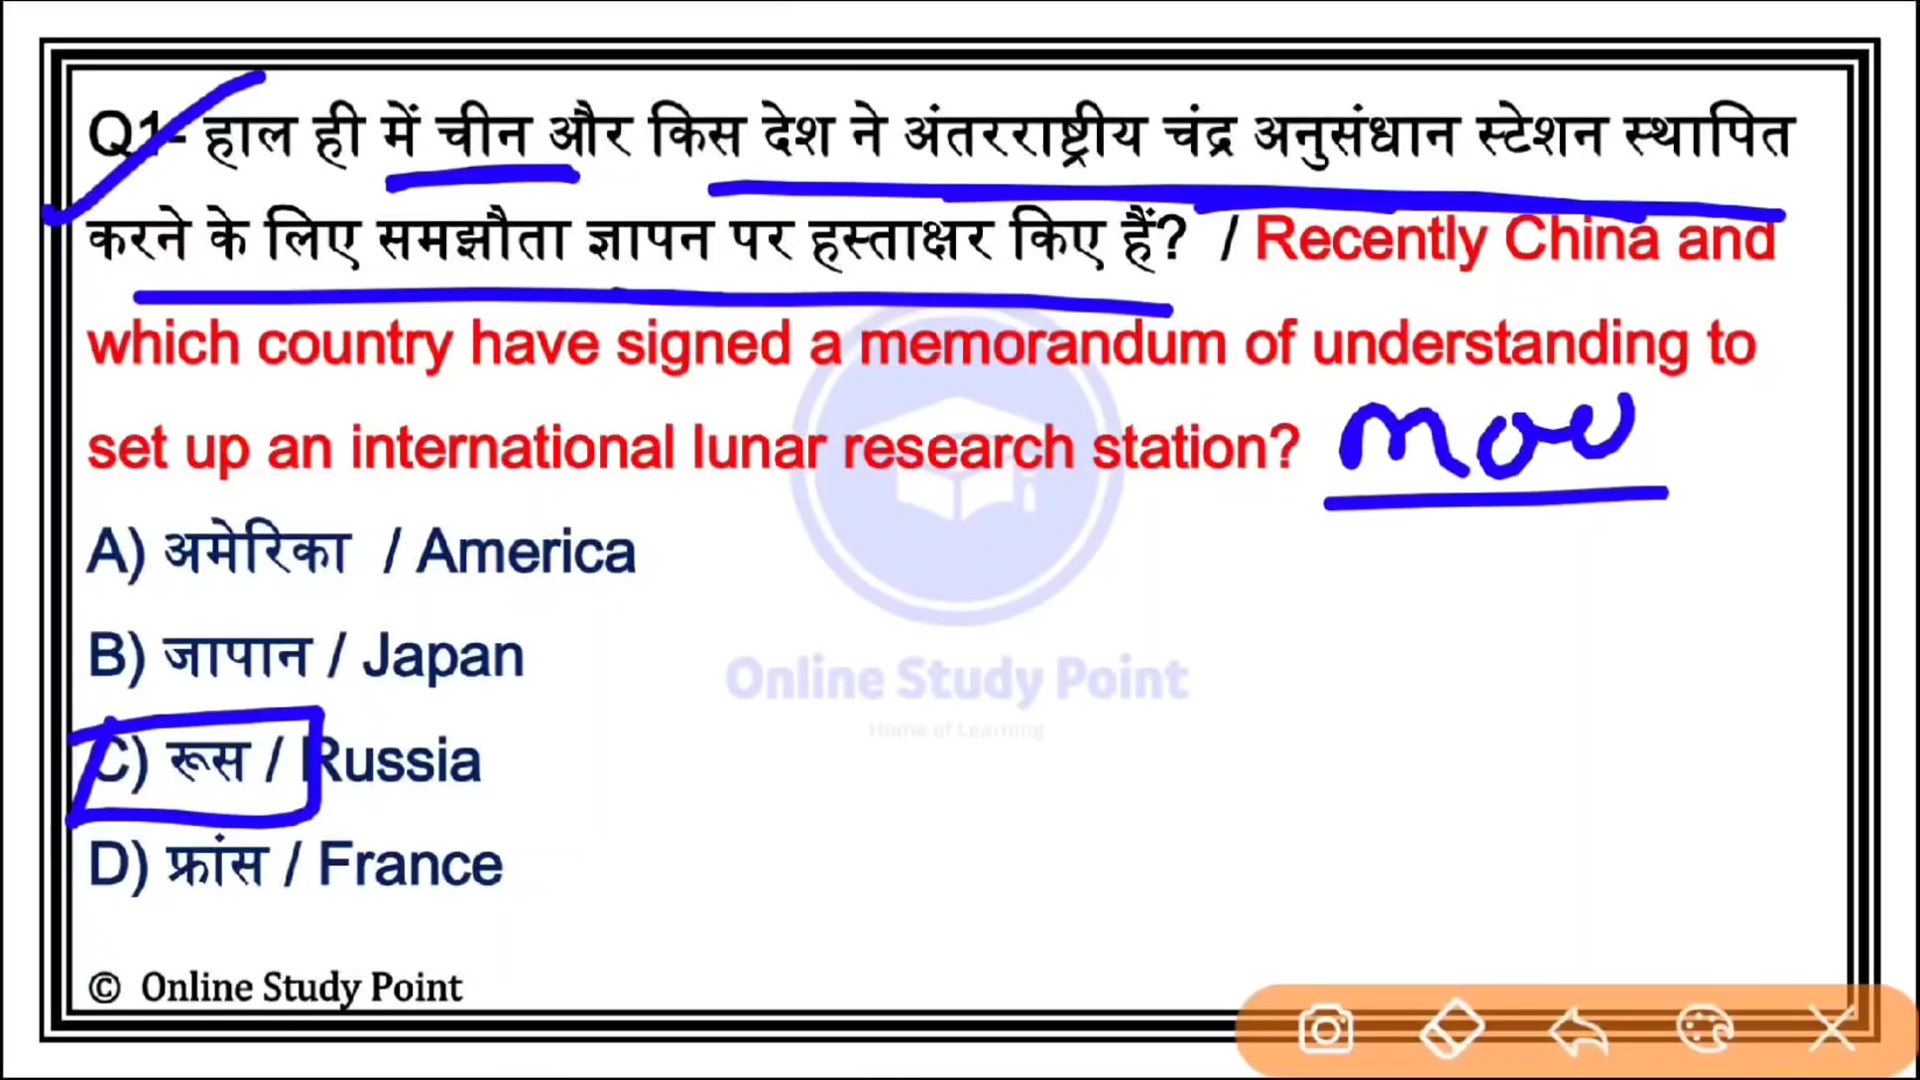 Q1- हाल ही में चीन और किस देश ने अंतरराष्ट्रीय चंद्र अनुसंधान स्टेशन स्थापित
करने के लिए समझौता ज्ञापन पर हस्ताक्षर किए हैं? / Recently China and
which country have signed a memorandum of understanding to
set up an international lunar research station? MOU
A) अमेरिका / America
B) जापान / Japan
Online Study Point
Home of Learning
C) रूस / Russia
D) फ्रांस / France
© Online Study Point